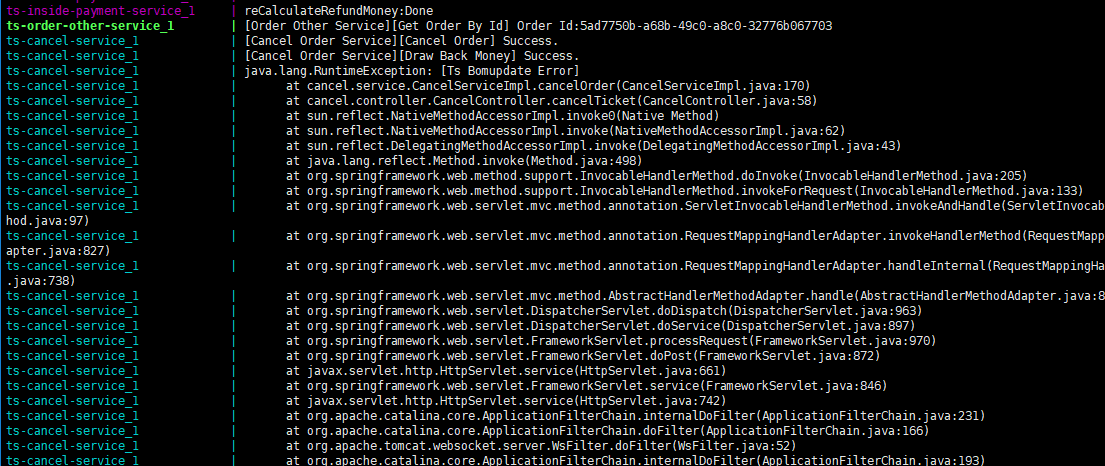 ts-inside-payment-service_1 | reCalculateRefundMoney:Done
ts-order-other-service_1 | [Order Other Service][Get Order By Id] Order Id:5ad7750b-a68b-49c0-a8c0-32776b067703
ts-cancel-service_1 | [Cancel Order Service][Cancel Order] Success.
ts-cancel-service_1 | [Cancel Order Service][Draw Back Money] Success.
ts-cancel-service_1 | java.lang.RuntimeException: [Ts Bomupdate Error]
ts-cancel-service_1 | at cancel.service.CancelServiceImpl.cancelOrder(CancelServiceImpl.java:170)
ts-cancel-service_1 | at cancel.controller.CancelController.cancelTicket(CancelController.java:58)
ts-cancel-service_1 | at sun.reflect.NativeMethodAccessorImpl.invoke0(Native Method)
ts-cancel-service_1 | at sun.reflect.NativeMethodAccessorImpl.invoke(NativeMethodAccessorImpl.java:62)
ts-cancel-service_1 | at sun.reflect.DelegatingMethodAccessorImpl.invoke(DelegatingMethodAccessorImpl.java:43)
ts-cancel-service_1 | at java.lang.reflect.Method.invoke(Method.java:498)
ts-cancel-service_1 | at org.springframework.web.method.support.InvocableHandlerMethod.doInvoke(InvocableHandlerMethod.java:205)
ts-cancel-service_1 | at org.springframework.web.method.support.InvocableHandlerMethod.invokeForRequest(InvocableHandlerMethod.java:133)
ts-cancel-service_1 | at org.springframework.web.servlet.mvc.method.annotation.ServletInvocableHandlerMethod.invokeAndHandle(ServletInvocab
hod.java:97)
ts-cancel-service_1 | at org.springframework.web.servlet.mvc.method.annotation.RequestMappingHandlerAdapter.invokeHandlerMethod(RequestMapp
apter.java:827)
ts-cancel-service_1 | at org.springframework.web.servlet.mvc.method.annotation.RequestMappingHandlerAdapter.handleInternal(RequestMappingHa
.java:738)
ts-cancel-service_1 | at org.springframework.web.servlet.mvc.method.AbstractHandlerMethodAdapter.handle(AbstractHandlerMethodAdapter.java:8
ts-cancel-service_1 | at org.springframework.web.servlet.DispatcherServlet.doDispatch(DispatcherServlet.java:963)
ts-cancel-service_1 | at org.springframework.web.servlet.DispatcherServlet.doService(DispatcherServlet.java:897)
ts-cancel-service_1 | at org.springframework.web.servlet.FrameworkServlet.processRequest(FrameworkServlet.java:970)
ts-cancel-service_1 | at org.springframework.web.servlet.FrameworkServlet.doPost(FrameworkServlet.java:872)
ts-cancel-service_1 | at javax.servlet.http.HttpServlet.service(HttpServlet.java:661)
ts-cancel-service_1 | at org.springframework.web.servlet.FrameworkServlet.service(FrameworkServlet.java:846)
ts-cancel-service_1 | at javax.servlet.http.HttpServlet.service(HttpServlet.java:742)
ts-cancel-service_1 | at org.apache.catalina.core.ApplicationFilterChain.internalDoFilter(ApplicationFilterChain.java:231)
ts-cancel-service_1 | at org.apache.catalina.core.ApplicationFilterChain.doFilter(ApplicationFilterChain.java:166)
ts-cancel-service_1 | at org.apache.tomcat.websocket.server.WsFilter.doFilter(WsFilter.java:52)
ts-cancel-service_1 | at org.apache.catalina.core.ApplicationFilterChain.internalDoFilter(ApplicationFilterChain.java:193)